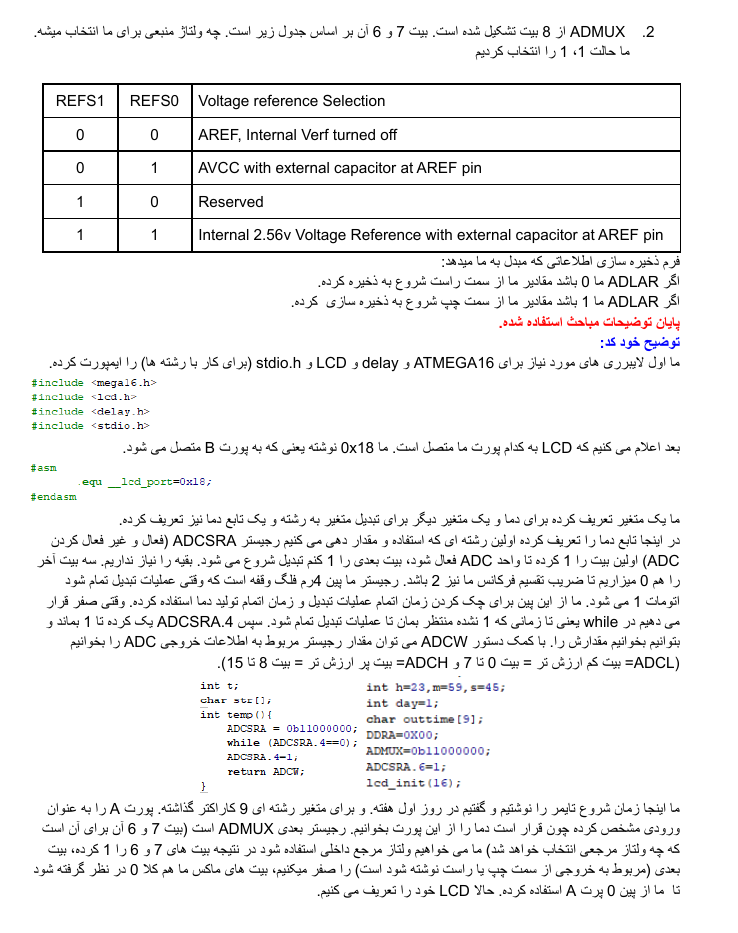 2. ADMUX از 8 بیت تشکیل شده است. بیت 7 و 6 آن بر اساس جدول زیر است. چه ولتاژ منبعی برای ما انتخاب میشه.
ما حالت 1، 1 را انتخاب کردیم
REFS1 REFS0 Voltage reference Selection
0 0 AREF, Internal Verf turned off
0 1 AVCC with external capacitor at AREF pin
1 0 Reserved
1 1 Internal 2.56v Voltage Reference with external capacitor at AREF pin
فرم ذخیره سازی اطلاعاتی که مبدل به ما میدهد:
اگر ADLAR ما 0 باشد مقادیر ما از سمت راست شروع به ذخیره کرده.
اگر ADLAR ما 1 باشد مقادیر ما از سمت چپ شروع به ذخیره سازی کرده.
پایان توضیحات مباحث استفاده شده.
توضیح خود کد:
ما اول لایبرری های مورد نیاز برای ATMEGA16 و delay و LCD و stdio.h (برای کار با رشته ها) را ایمپورت کرده.
#include <mega16.h>
#include <lcd.h>
#include <delay.h>
#include <stdio.h>
بعد اعلام می کنیم که LCD به کدام پورت ما متصل است. ما 0x18 نوشته یعنی که به پورت B متصل می شود.
#asm
.equ __lcd_port=0x18;
#endasm
ما یک متغیر تعریف کرده برای دما و یک متغیر دیگر برای تبدیل متغیر به رشته و یک تابع دما نیز تعریف کرده.
در اینجا تابع دما را تعریف کرده اولین رشته ای که استفاده و مقدار دهی می کنیم رجیستر ADCSRA (فعال و غیر فعال کردن
ADC) اولین بیت را 1 کرده تا واحد ADC فعال شود، بیت بعدی را 1 کنم تبدیل شروع می شود. بقیه را نیاز نداریم. سه بیت آخر
را هم 0 میزاریم تا ضریب تقسیم فرکانس ما نیز 2 باشد. رجیستر ما پین 4رم فلگ وقفه است که وقتی عملیات تبدیل تمام شود
اتومات 1 می شود. ما از این پین برای چک کردن زمان اتمام عملیات تبدیل و زمان اتمام تولید دما استفاده کرده. وقتی صفر قرار
می دهیم در while یعنی تا زمانی که 1 نشده منتظر بمان تا عملیات تبدیل تمام شود. سپس ADCSRA.4 یک کرده تا 1 بماند و
بتوانیم بخوانیم مقدارش را. با کمک دستور ADCW می توان مقدار رجیستر مربوط به اطلاعات خروجی ADC را بخوانیم
(ADCL= بیت کم ارزش تر = بیت 0 تا 7 و ADCH= بیت پر ارزش تر = بیت 8 تا 15).
int t;
char str[];
int temp(){
ADCSRA = 0b11000000;
while (ADCSRA.4==0);
ADCSRA.4=1;
return ADCW;
}
int h=23,m=59,s=45;
int day=1;
char outtime[9];
DDRA=0X00;
ADMUX=0b11000000;
ADCSRA.6=1;
lcd_init(16);
ما اینجا زمان شروع تایمر را نوشتیم و گفتیم در روز اول هفته. و برای متغیر رشته ای 9 کاراکتر گذاشته. پورت A را به عنوان
ورودی مشخص کرده چون قرار است دما را از این پورت بخوانیم. رجیستر بعدی ADMUX است (بیت 7 و 6 آن برای آن است
که چه ولتاز مرجعی انتخاب خواهد شد) ما می خواهیم ولتاز مرجع داخلی استفاده شود در نتیجه بیت های 7 و 6 را 1 کرده، بیت
بعدی (مربوط به خروجی از سمت چپ یا راست نوشته شود است) را صفر میکنیم، بیت های ماکس ما هم کلا 0 در نظر گرفته شود
تا ما از پین 0 پرت A استفاده کرده. حالا LCD خود را تعریف می کنیم.